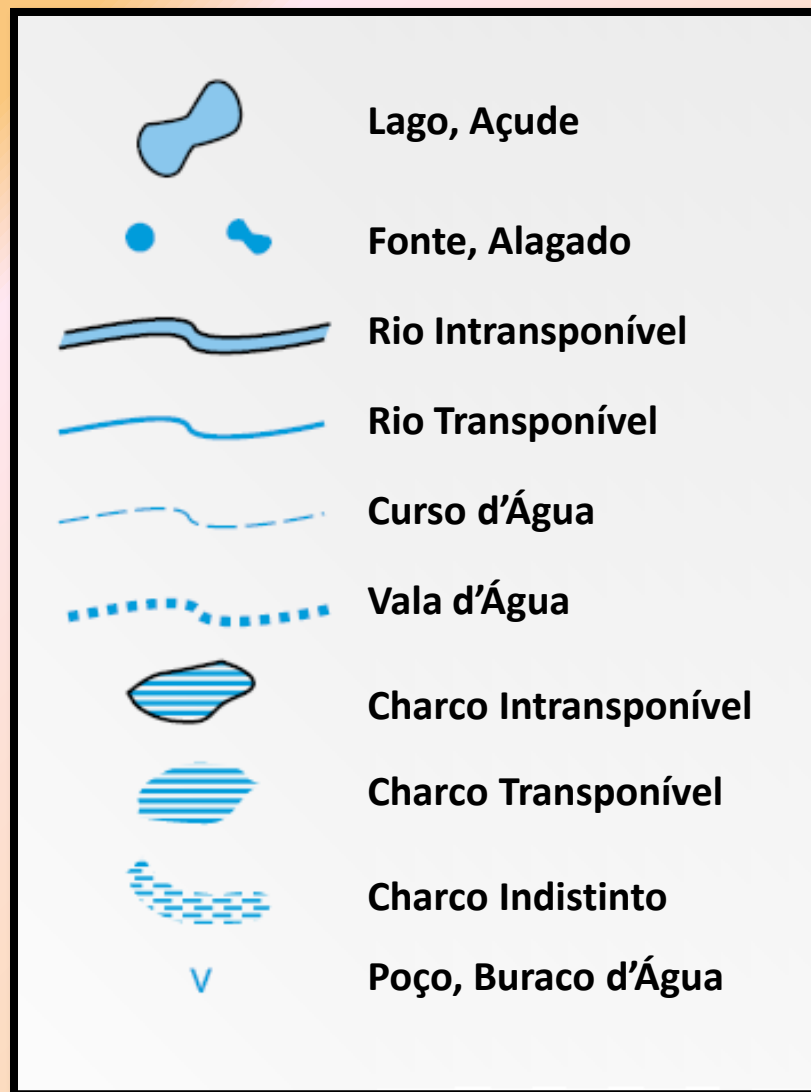 Lago, Açude
Fonte, Alagado
Rio Intransponível
Rio Transponível
Curso d’Água
Vala d’Água
Charco Intransponível
Charco Transponível
Charco Indistinto
Poço, Buraco d’Água